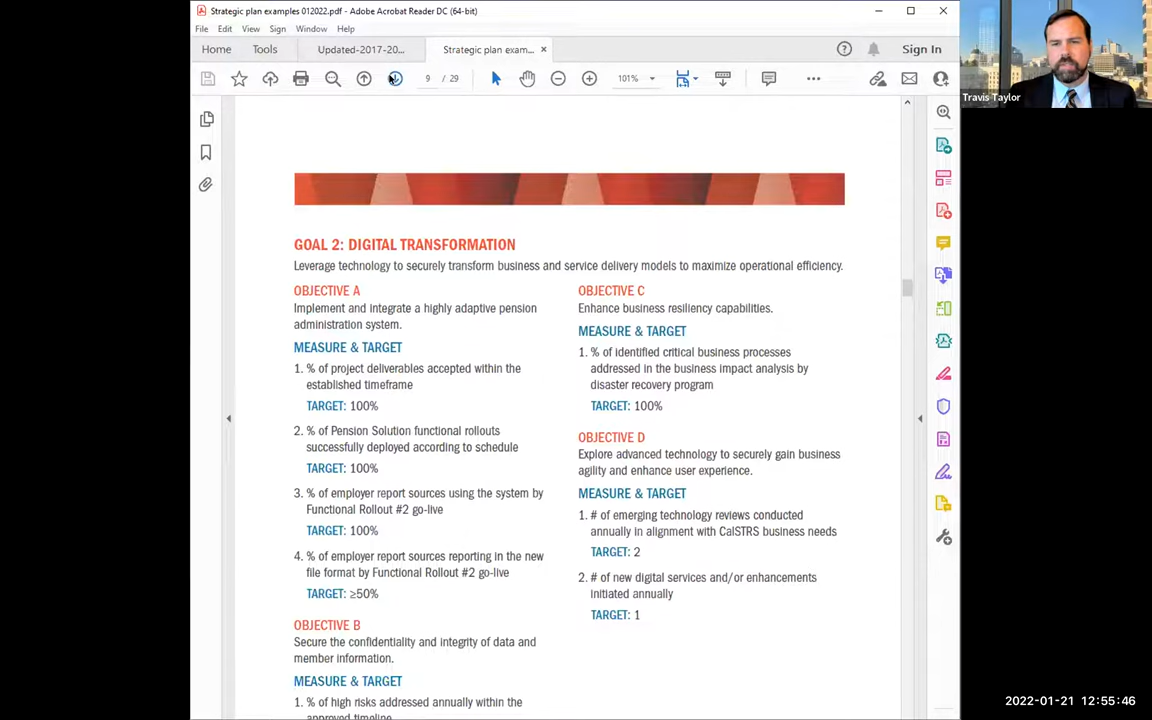 Strategic plan examples 012022.pdf - Adobe Acrobat Reader DC (64-bit)
File Edit View Sign Window Help
Home Tools Updated-2017-20... Strategic plan exam... × Sign In
9 / 29 101%
GOAL 2: DIGITAL TRANSFORMATION
Leverage technology to securely transform business and service delivery models to maximize operational efficiency.
OBJECTIVE A
Implement and integrate a highly adaptive pension
administration system.
MEASURE & TARGET
1. % of project deliverables accepted within the
established timeframe
TARGET: 100%
2. % of Pension Solution functional rollouts
successfully deployed according to schedule
TARGET: 100%
3. % of employer report sources using the system by
Functional Rollout #2 go-live
TARGET: 100%
4. % of employer report sources reporting in the new
file format by Functional Rollout #2 go-live
TARGET: ≥50%
OBJECTIVE B
Secure the confidentiality and integrity of data and
member information.
MEASURE & TARGET
1. % of high risks addressed annually within the
approved timeline
OBJECTIVE C
Enhance business resiliency capabilities.
MEASURE & TARGET
1. % of identified critical business processes
addressed in the business impact analysis by
disaster recovery program
TARGET: 100%
OBJECTIVE D
Explore advanced technology to securely gain business
agility and enhance user experience.
MEASURE & TARGET
1. # of emerging technology reviews conducted
annually in alignment with CalSTRS business needs
TARGET: 2
2. # of new digital services and/or enhancements
initiated annually
TARGET: 1
Travis Taylor
2022-01-21 12:55:46